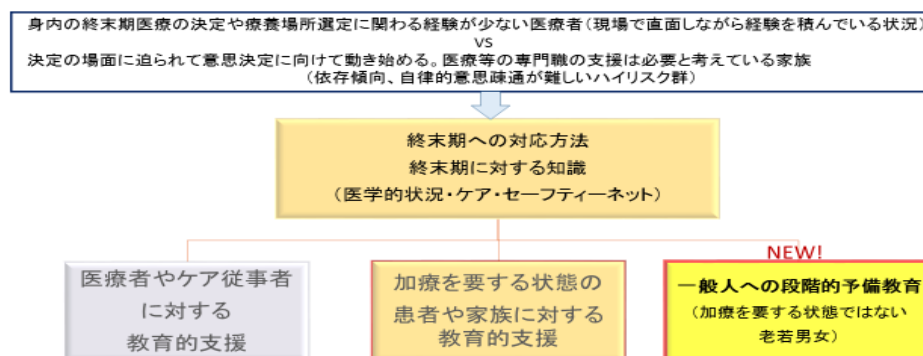 身内の終末期医療の決定や療養場所選定に関わる経験が少ない医療者(現場で直面しながら経験を積んでいる状況)
VS
決定の場面に迫られて意思決定に向けて動き始める。医療等の専門職の支援は必要と考えている家族
(依存傾向、自律的意思疎通が難しいハイリスク群)
終末期への対応方法
終末期に対する知識
(医学的状況・ケア・セーフティーネット)
NEW!
医療者やケア従事者
に対する
教育的支援
加療を要する状態の
患者や家族に対する
教育的支援
一般人への段階的予備教育
(加療を要する状態ではない
老若男女)